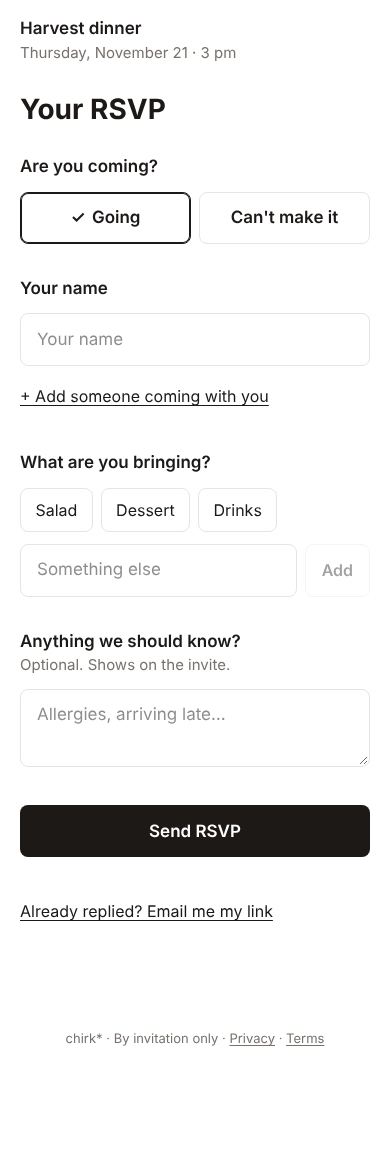 Harvest dinner
Thursday, November 21 · 3 pm
Your RSVP
Are you coming?
✓ Going
Can't make it
Your name
Your name
+ Add someone coming with you
What are you bringing?
Salad
Dessert
Drinks
Something else
Add
Anything we should know?
Optional. Shows on the invite.
Allergies, arriving late...
Send RSVP
Already replied? Email me my link
chirk* · By invitation only · Privacy · Terms